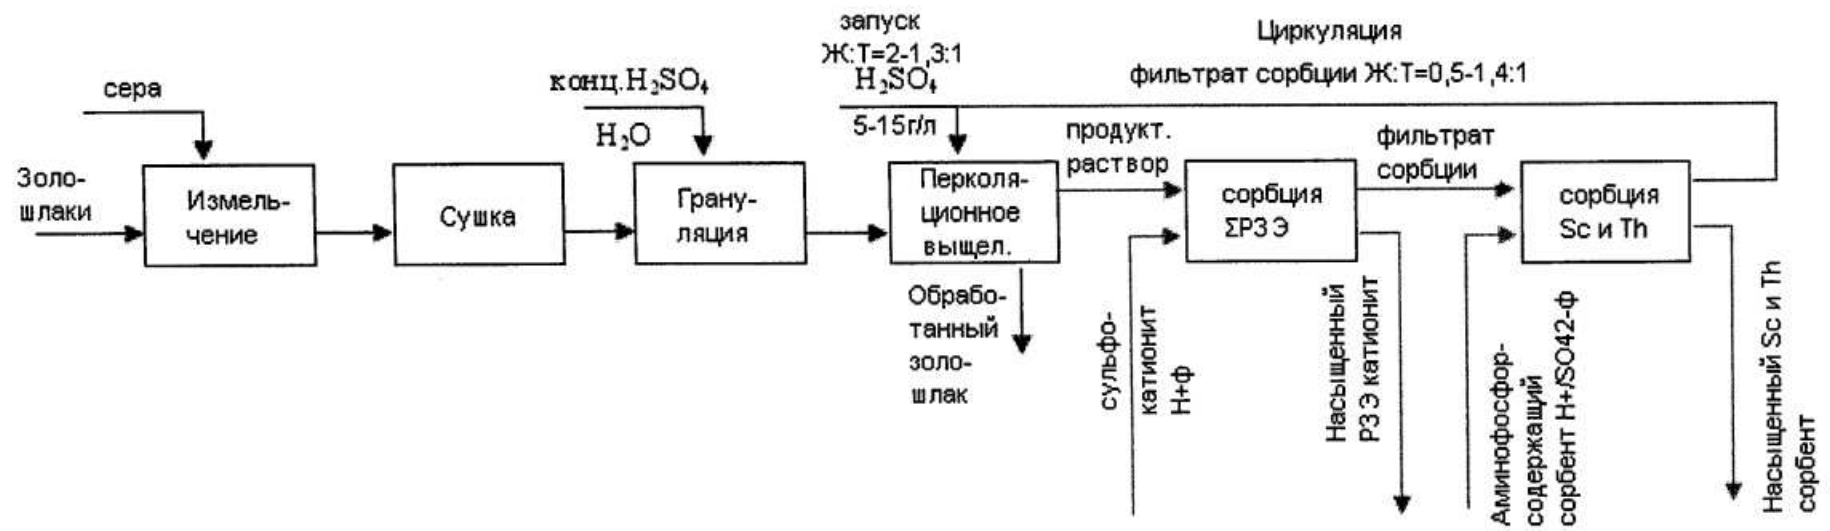 запуск
Ж:Т=2-1,3:1
H₂SO₄
5-15г/л
Циркуляция
фильтрат сорбции Ж:Т=0,5-1,4:1
сера
конц.H₂SO₄
H₂O
Золо-
шлаки
Измель-
чение
Сушка
Грану-
ляция
Перколя-
ционное
выщел.
продукт.
раствор
сорбция
ΣРЗЭ
фильтрат
сорбции
сорбция
Sc и Th
Обрабо-
танный
золо-
шлак
сульфо-
катионит
Н+ф
Насыщенный
РЗЭ катионит
Аминофосфор-
содержащий
сорбент Н+/SO42-ф
Насыщенный Sc и Th
сорбент